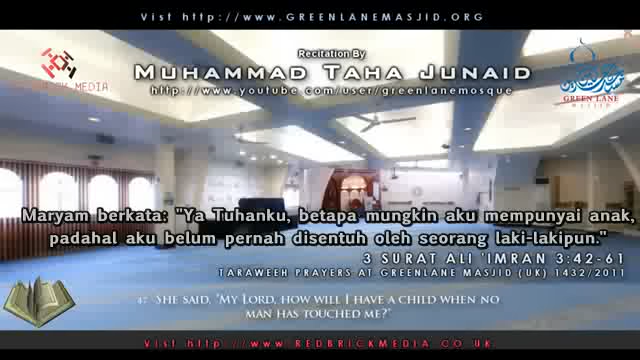 Visit http://www.GREENLANEMASJID.ORG
Recitation By
MUHAMMAD TAHA JUNAID
http://www.youtube.com/user/greenlanemosque
GREEN LANE
MASJID
MEDIA
Maryam berkata: "Ya Tuhanku, betapa mungkin aku mempunyai anak,
padahal aku belum pernah disentuh oleh seorang laki-lakipun."
3 SURAT ALI 'IMRAN 3:42-61
TARAWEEH PRAYERS AT GREENLANE MASJID (UK) 1432/2011
47 SHE SAID, "MY LORD, HOW WILL I HAVE A CHILD WHEN NO
MAN HAS TOUCHED ME?"
Visit http://www.REDBRICKMEDIA.CO.UK